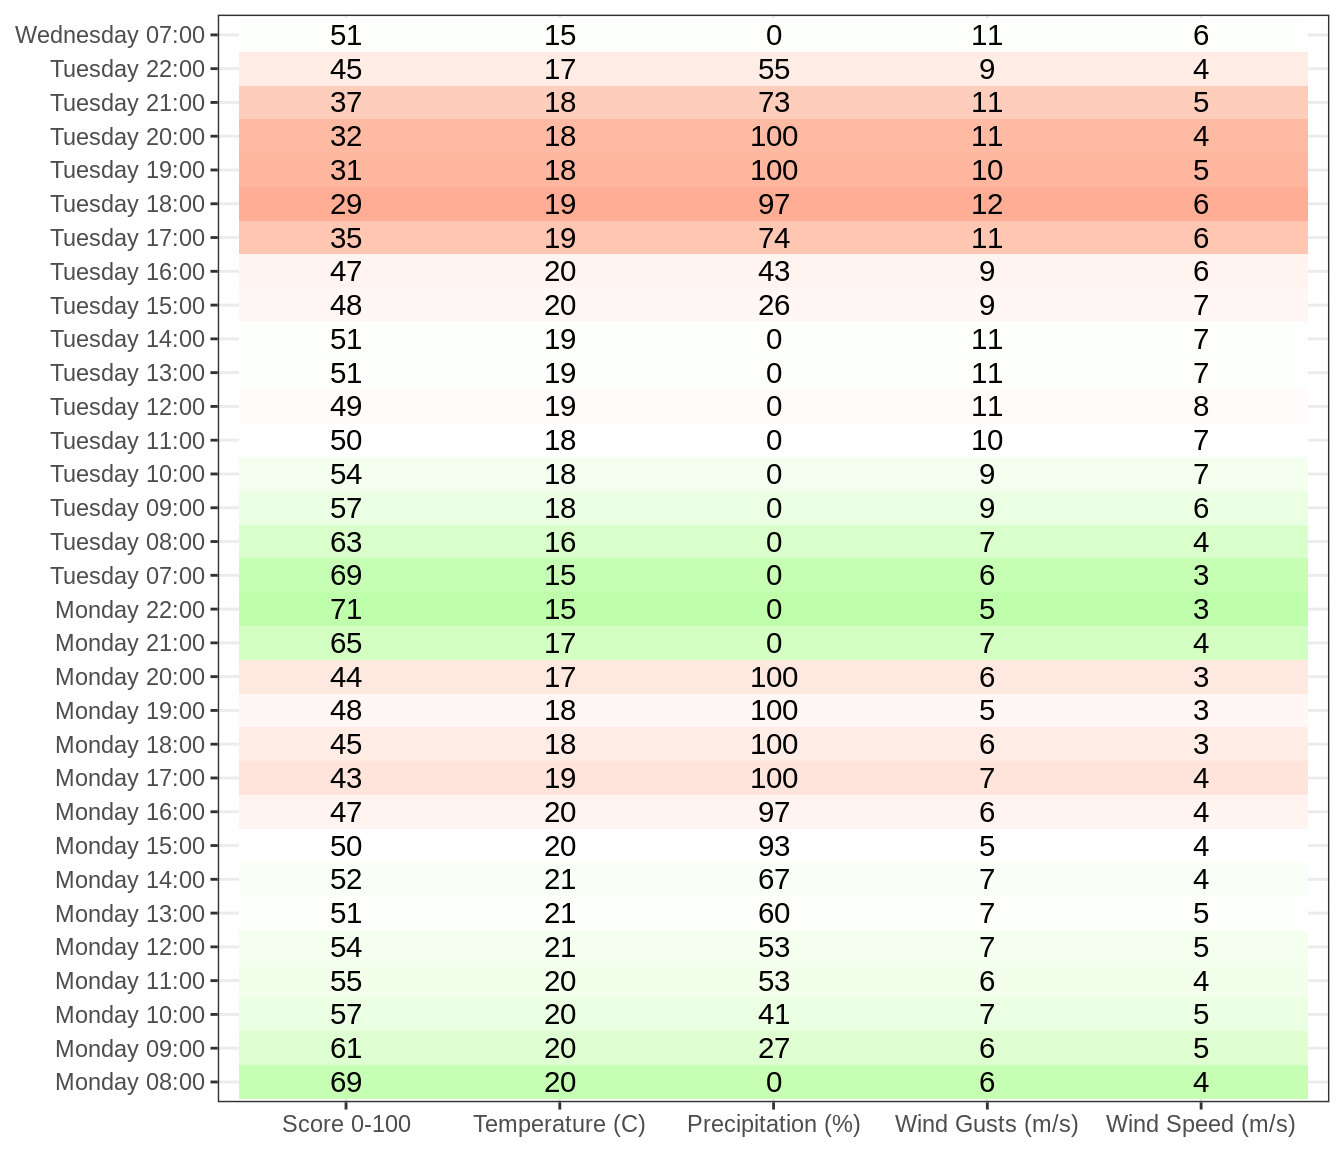 Wednesday 07:00 51 15 0 11 6
Tuesday 22:00 45 17 55 9 4
Tuesday 21:00 37 18 73 11 5
Tuesday 20:00 32 18 100 11 4
Tuesday 19:00 31 18 100 10 5
Tuesday 18:00 29 19 97 12 6
Tuesday 17:00 35 19 74 11 6
Tuesday 16:00 47 20 43 9 6
Tuesday 15:00 48 20 26 9 7
Tuesday 14:00 51 19 0 11 7
Tuesday 13:00 51 19 0 11 7
Tuesday 12:00 49 19 0 11 8
Tuesday 11:00 50 18 0 10 7
Tuesday 10:00 54 18 0 9 7
Tuesday 09:00 57 18 0 9 6
Tuesday 08:00 63 16 0 7 4
Tuesday 07:00 69 15 0 6 3
Monday 22:00 71 15 0 5 3
Monday 21:00 65 17 0 7 4
Monday 20:00 44 17 100 6 3
Monday 19:00 48 18 100 5 3
Monday 18:00 45 18 100 6 3
Monday 17:00 43 19 100 7 4
Monday 16:00 47 20 97 6 4
Monday 15:00 50 20 93 5 4
Monday 14:00 52 21 67 7 4
Monday 13:00 51 21 60 7 5
Monday 12:00 54 21 53 7 5
Monday 11:00 55 20 53 6 4
Monday 10:00 57 20 41 7 5
Monday 09:00 61 20 27 6 5
Monday 08:00 69 20 0 6 4
Score 0-100 Temperature (C) Precipitation (%) Wind Gusts (m/s) Wind Speed (m/s)